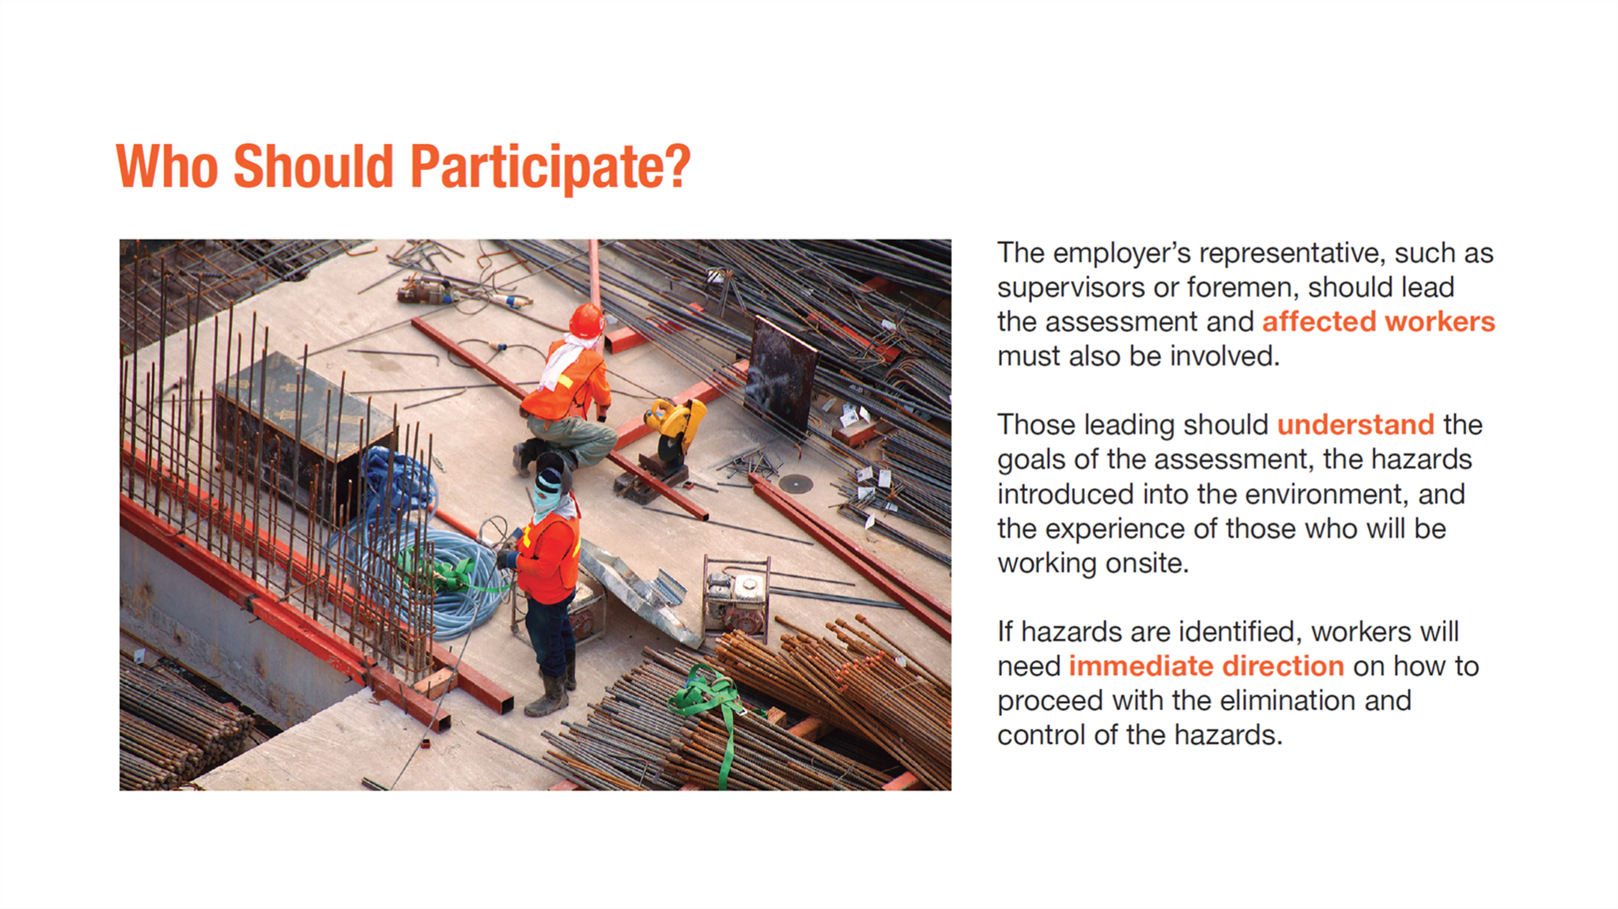 Who Should Participate?
The employer’s representative, such as
supervisors or foremen, should lead
the assessment and affected workers
must also be involved.
Those leading should understand the
goals of the assessment, the hazards
introduced into the environment, and
the experience of those who will be
working onsite.
If hazards are identified, workers will
need immediate direction on how to
proceed with the elimination and
control of the hazards.